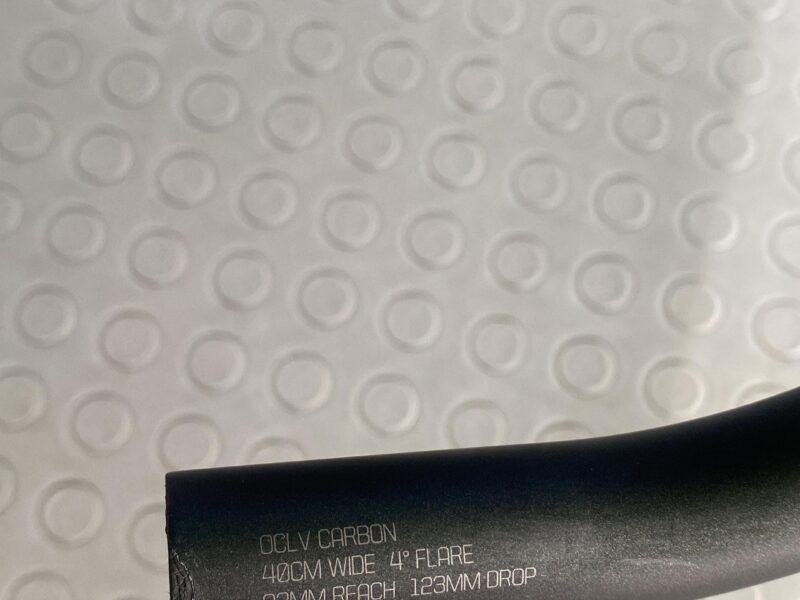 OCLV CARBON
40CM WIDE 4° FLARE
REACH 123MM DROP